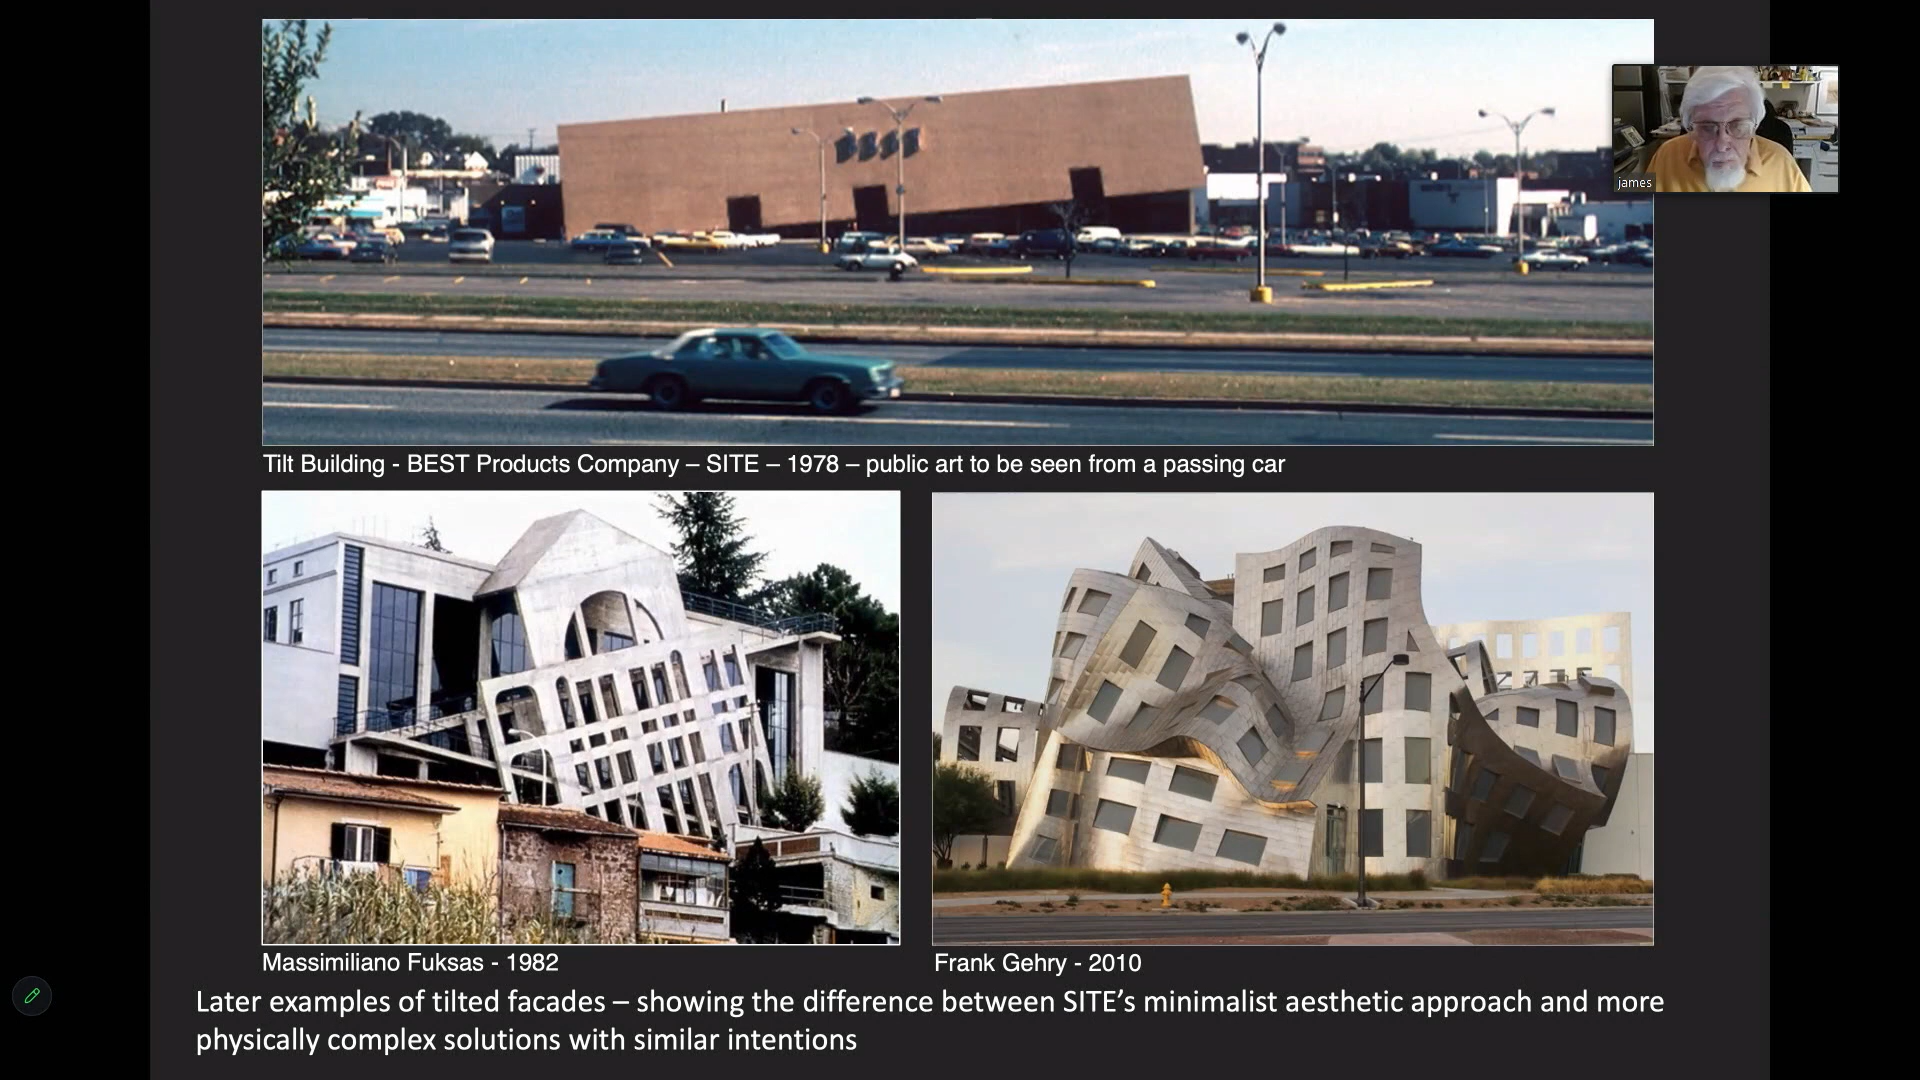 BEST
james
Tilt Building - BEST Products Company – SITE – 1978 – public art to be seen from a passing car
Massimiliano Fuksas - 1982
Frank Gehry - 2010
Later examples of tilted facades – showing the difference between SITE’s minimalist aesthetic approach and more
physically complex solutions with similar intentions